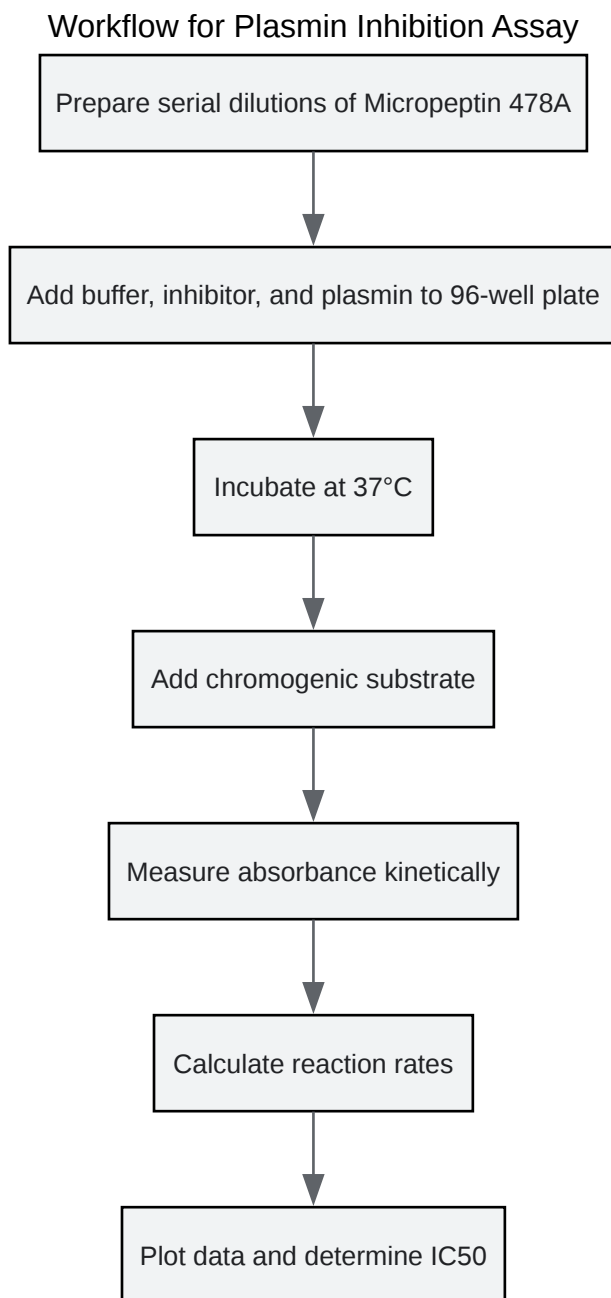 Workflow for Plasmin Inhibition Assay
Prepare serial dilutions of Micropeptin 478A
Add buffer, inhibitor, and plasmin to 96-well plate
Incubate at 37°C
Add chromogenic substrate
Measure absorbance kinetically
Calculate reaction rates
Plot data and determine IC50